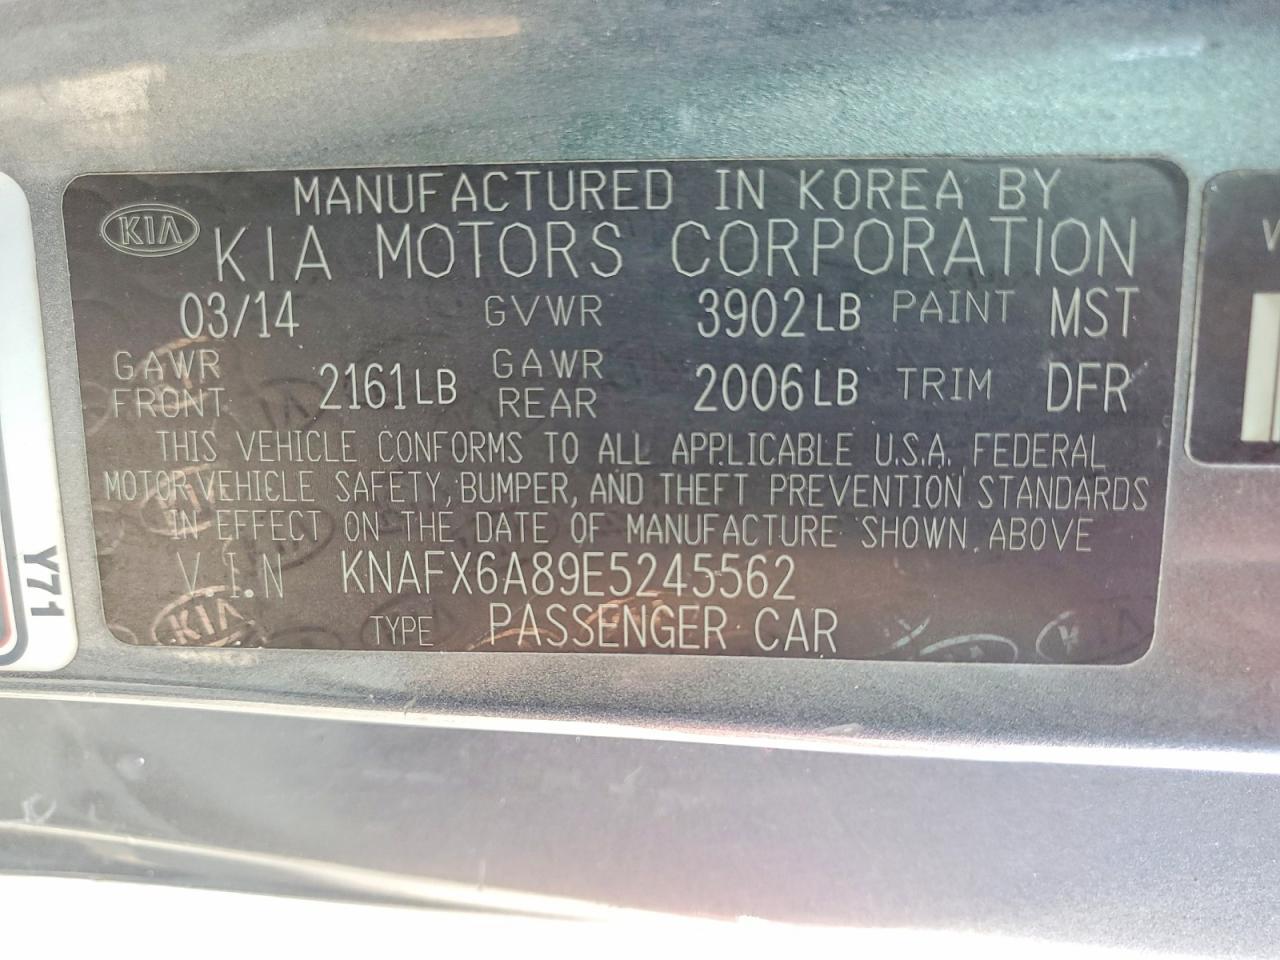 MANUFACTURED IN KOREA BY
KIA
KIA MOTORS CORPORATION
03/14 GVWR 3902LB PAINT MST
GAWR FRONT 2161LB GAWR REAR 2006LB TRIM DFR
THIS VEHICLE CONFORMS TO ALL APPLICABLE U.S.A. FEDERAL
MOTOR VEHICLE SAFETY, BUMPER, AND THEFT PREVENTION STANDARDS
IN EFFECT ON THE DATE OF MANUFACTURE SHOWN ABOVE
V.I.N KNAFX6A89E5245562
TYPE PASSENGER CAR
KIA
Y71